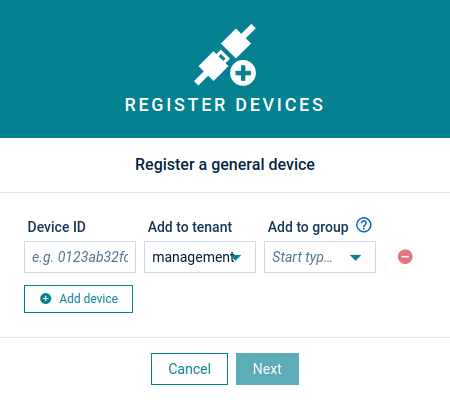 REGISTER DEVICES
Register a general device
Device ID Add to tenant Add to group ?
e.g. 0123ab32fc management Start typ...
Add device
Cancel Next